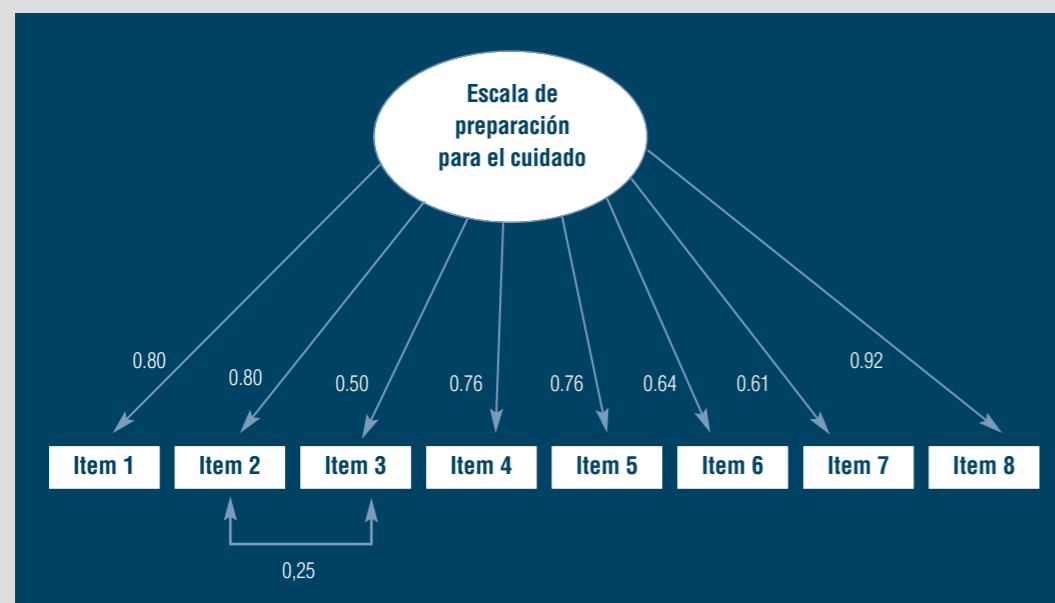 Escala de
preparación
para el cuidado
0.80
0.80
0.50
0.76
0.76
0.64
0.61
0.92
Item 1
Item 2
Item 3
Item 4
Item 5
Item 6
Item 7
Item 8
0,25